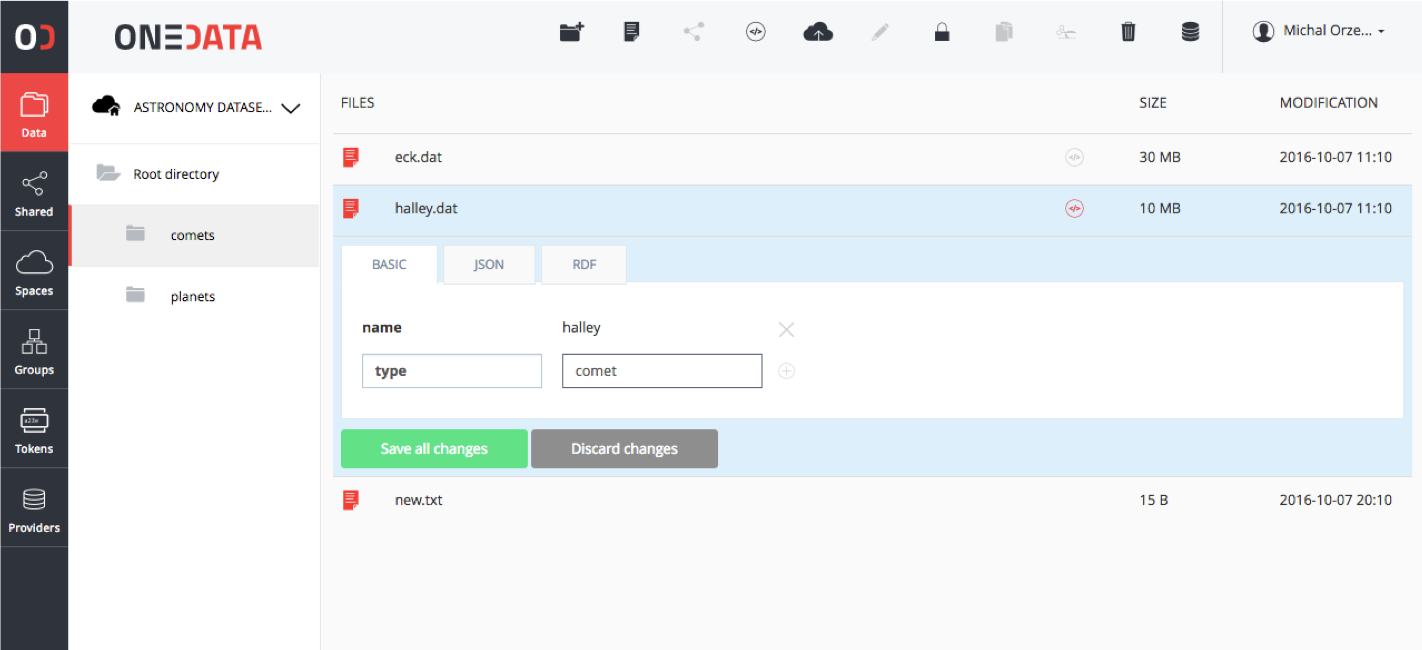 ONEDATA
Michal Orze...
Data
Shared
Spaces
Groups
Tokens
Providers
ASTRONOMY DATASE...
Root directory
comets
planets
FILES SIZE MODIFICATION
eck.dat </> 30 MB 2016-10-07 11:10
halley.dat </> 10 MB 2016-10-07 11:10
BASIC JSON RDF
name halley
type comet
Save all changes Discard changes
new.txt 15 B 2016-10-07 20:10